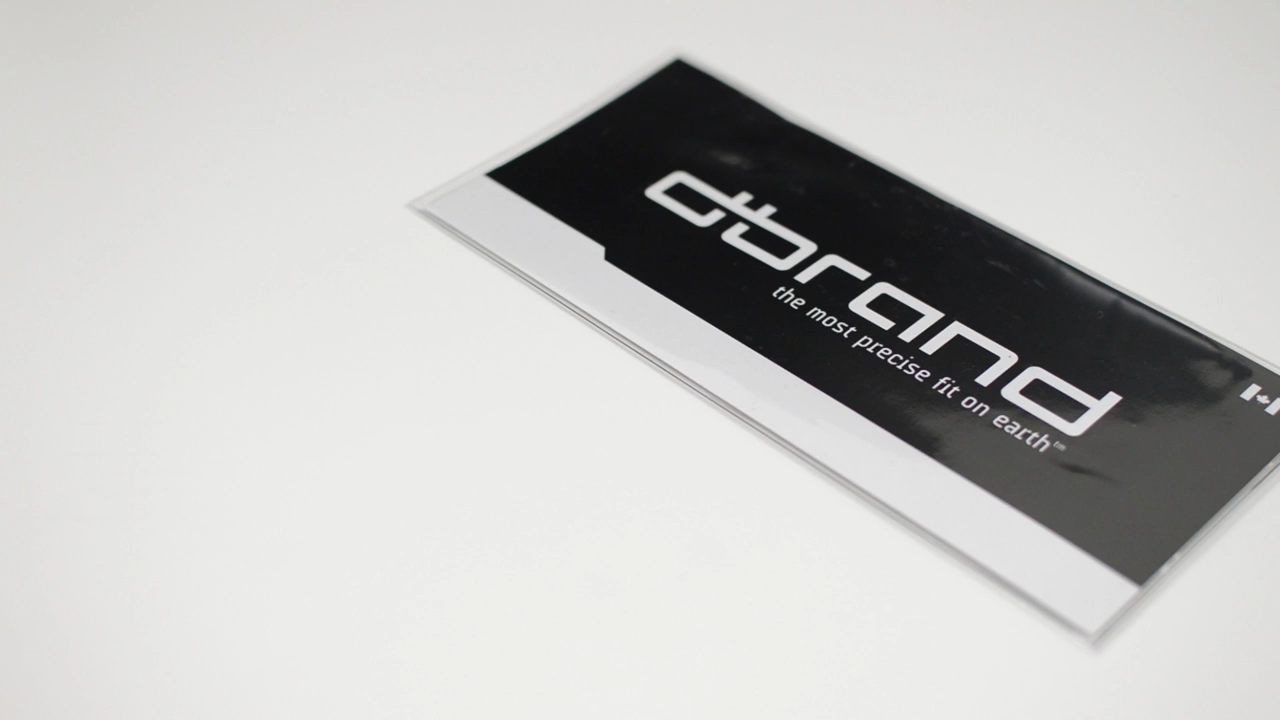 dbrand
the most precise fit on earth™